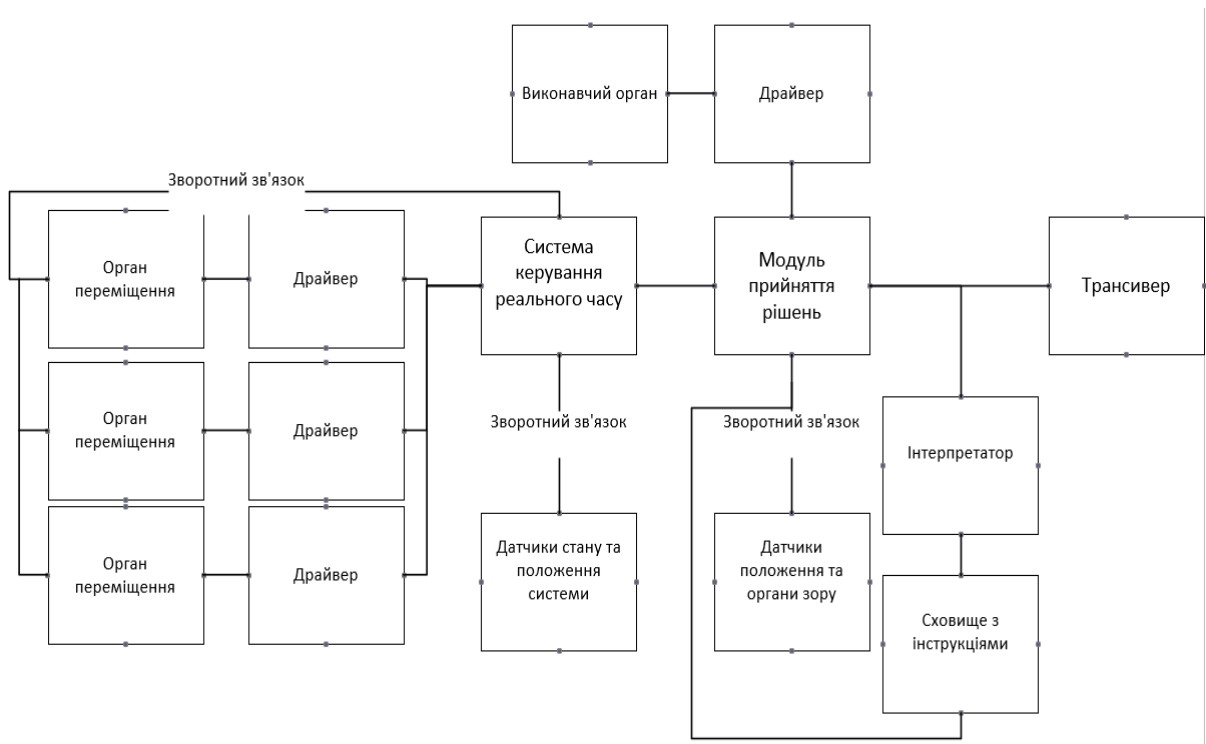 Виконавчий орган
Драйвер
Зворотний зв'язок
Орган
переміщення
Драйвер
Система
керування
реального часу
Модуль
прийняття
рішень
Трансивер
Орган
переміщення
Драйвер
Зворотний зв'язок
Зворотний зв'язок
Інтерпретатор
Орган
переміщення
Драйвер
Датчики стану та
положення
системи
Датчики
положення та
органи зору
Сховище з
інструкціями